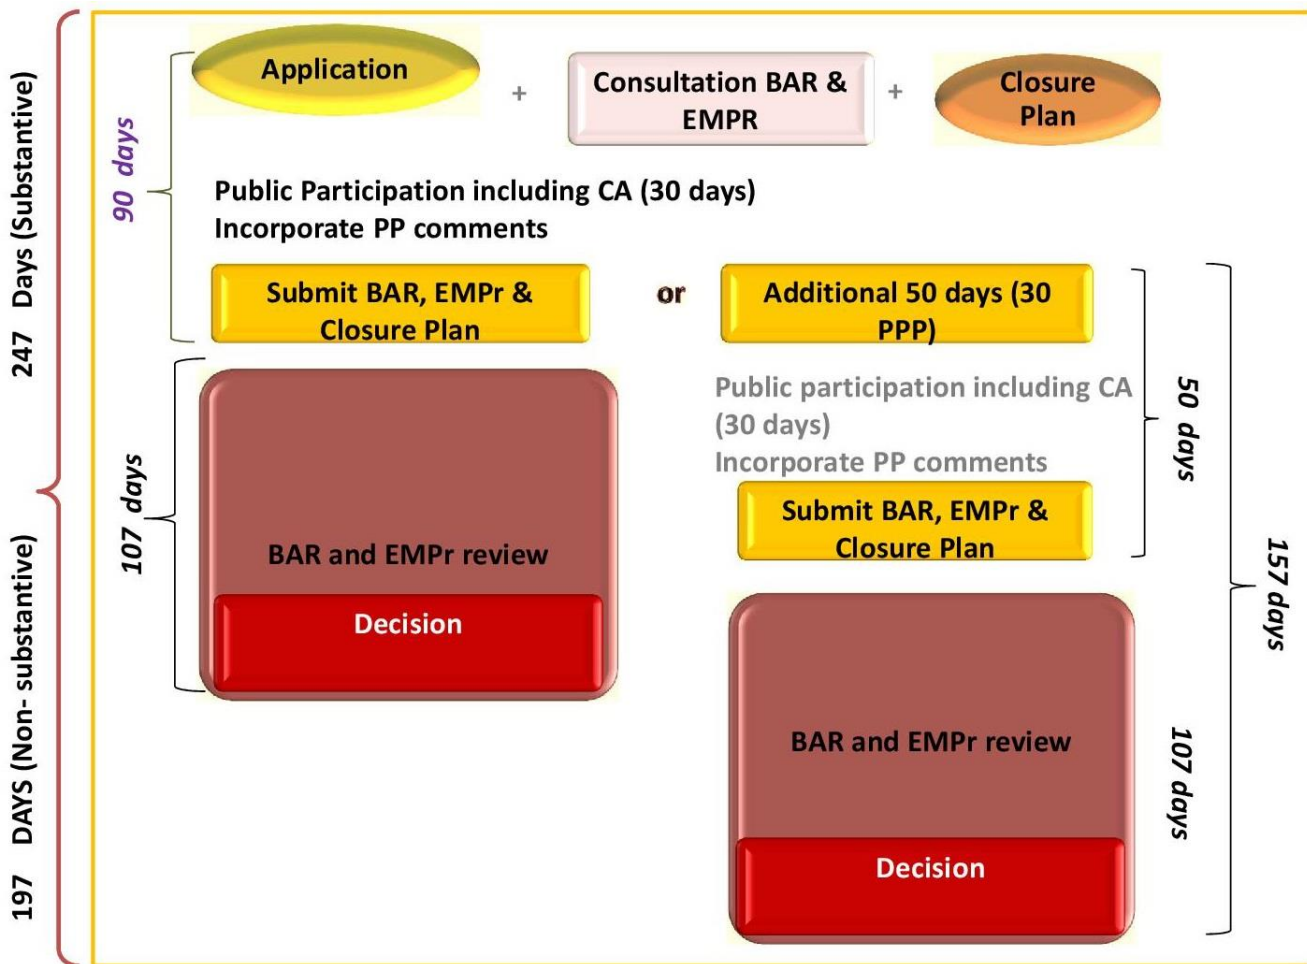 247 Days (Substantive)
197 DAYS (Non- substantive)
90 days
Application
+
Consultation BAR &
EMPR
+
Closure
Plan
Public Participation including CA (30 days)
Incorporate PP comments
Submit BAR, EMPr &
Closure Plan
or
Additional 50 days (30
PPP)
107 days
BAR and EMPr review
Decision
Public participation including CA
(30 days)
Incorporate PP comments
Submit BAR, EMPr &
Closure Plan
50 days
BAR and EMPr review
Decision
107 days
157 days